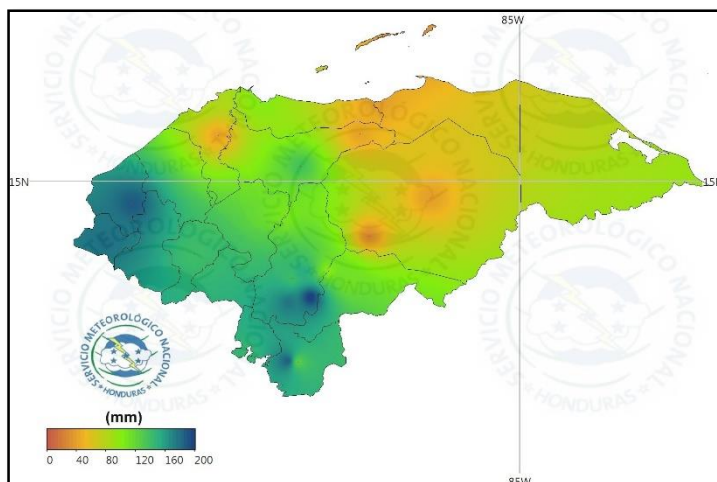 85W
15N
15N
SERVICIO METEOROLÓGICO NACIONAL
HONDURAS
(mm)
0 40 80 120 160 200
85W